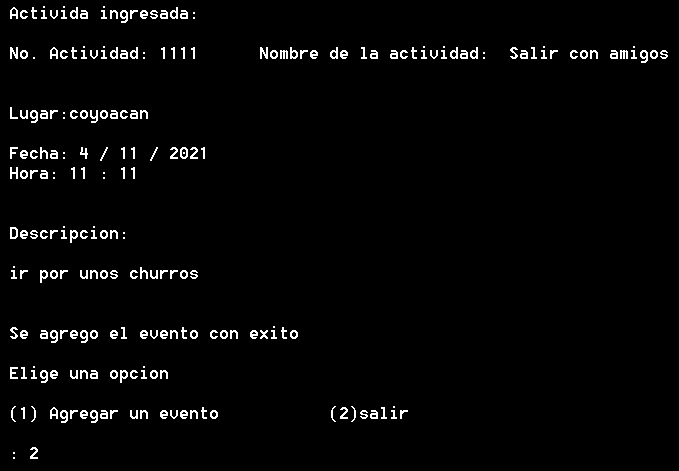 Activida ingresada:
No. Actividad: 1111 Nombre de la actividad: Salir con amigos
Lugar:coyoacan
Fecha: 4 / 11 / 2021
Hora: 11 : 11
Descripcion:
ir por unos churros
Se agrego el evento con exito
Elige una opcion
(1) Agregar un evento (2)salir
: 2